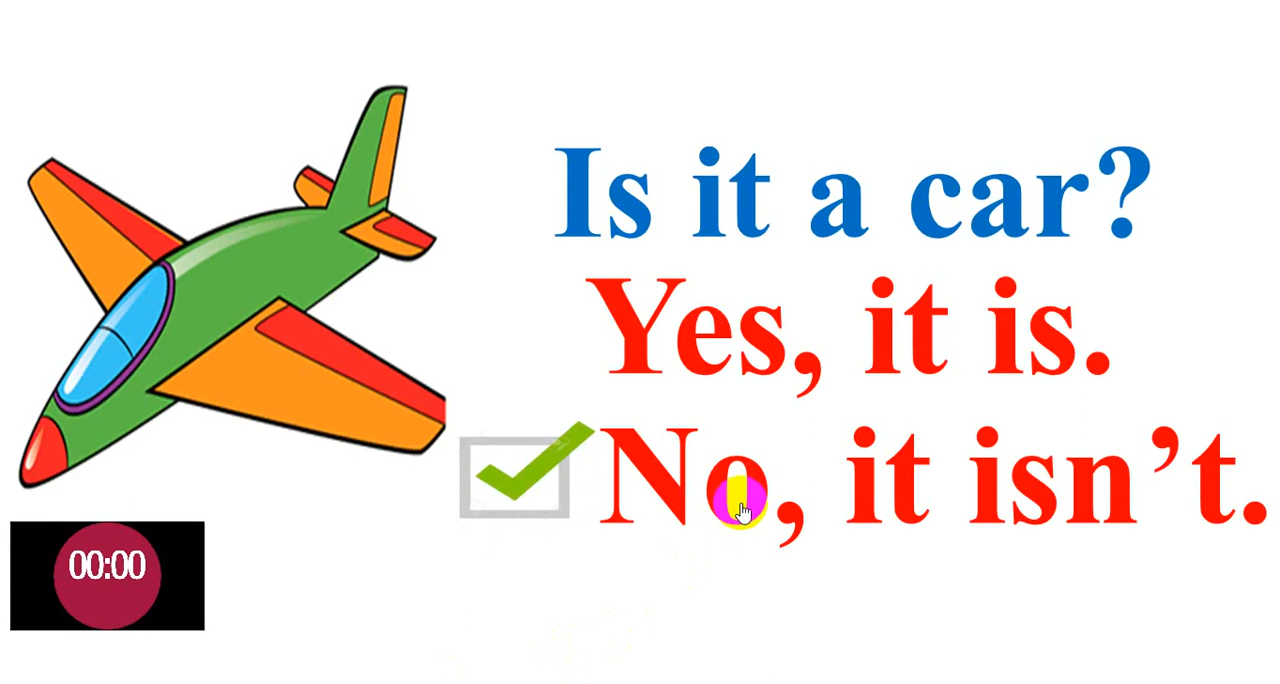 Is it a car?
Yes, it is.
No, it isn’t.
00:00